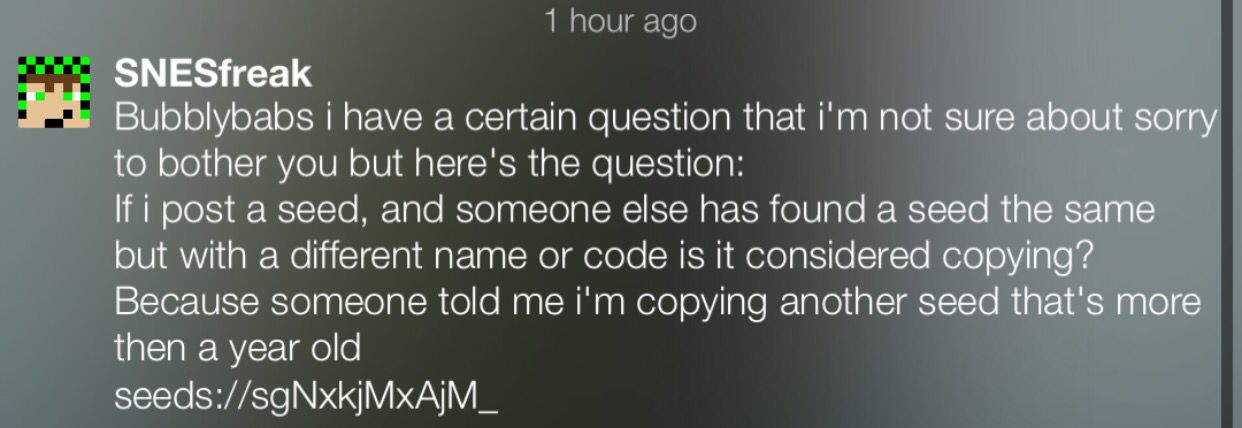 1 hour ago
SNESfreak
Bubblybabs i have a certain question that i'm not sure about sorry
to bother you but here's the question:
If i post a seed, and someone else has found a seed the same
but with a different name or code is it considered copying?
Because someone told me i'm copying another seed that's more
then a year old
seeds://sgNxkjMxAjM_